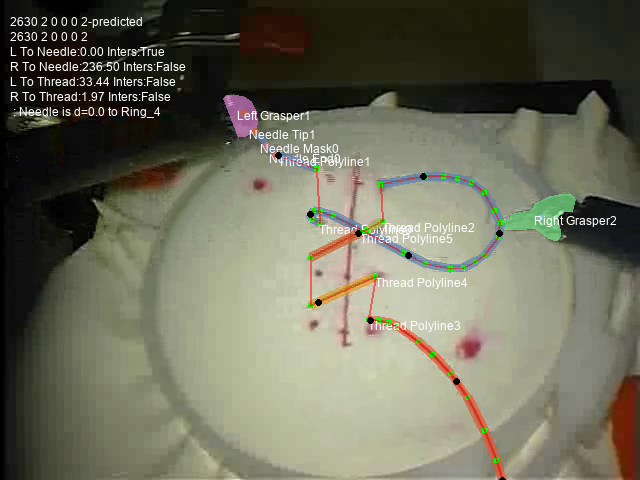 2630 2 0 0 0 2-predicted
2630 2 0 0 0 2
L To Needle:0.00 Inters:True
R To Needle:236.50 Inters:False
L To Thread:33.44 Inters:False
R To Thread:1.97 Inters:False
: Needle is d=0.0 to Ring_4
Left Grasper1
Needle Tip1
Needle Mask0
Thread Polyline1
Right Grasper2
Thread Polyline2
Thread Polyline5
Thread Polyline4
Thread Polyline3